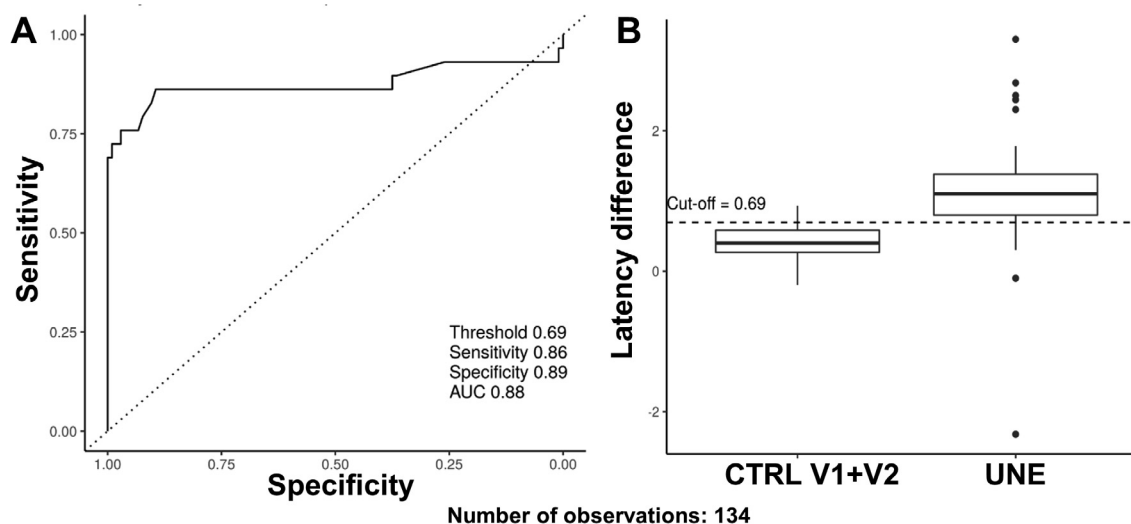 A
Sensitivity
1.00
0.75
0.50
0.25
0.00
Threshold 0.69
Sensitivity 0.86
Specificity 0.89
AUC 0.88
1.00 0.75 0.50 0.25 0.00
Specificity
B
Latency difference
2
0
-2
Cut-off = 0.69
CTRL V1+V2 UNE
Number of observations: 134